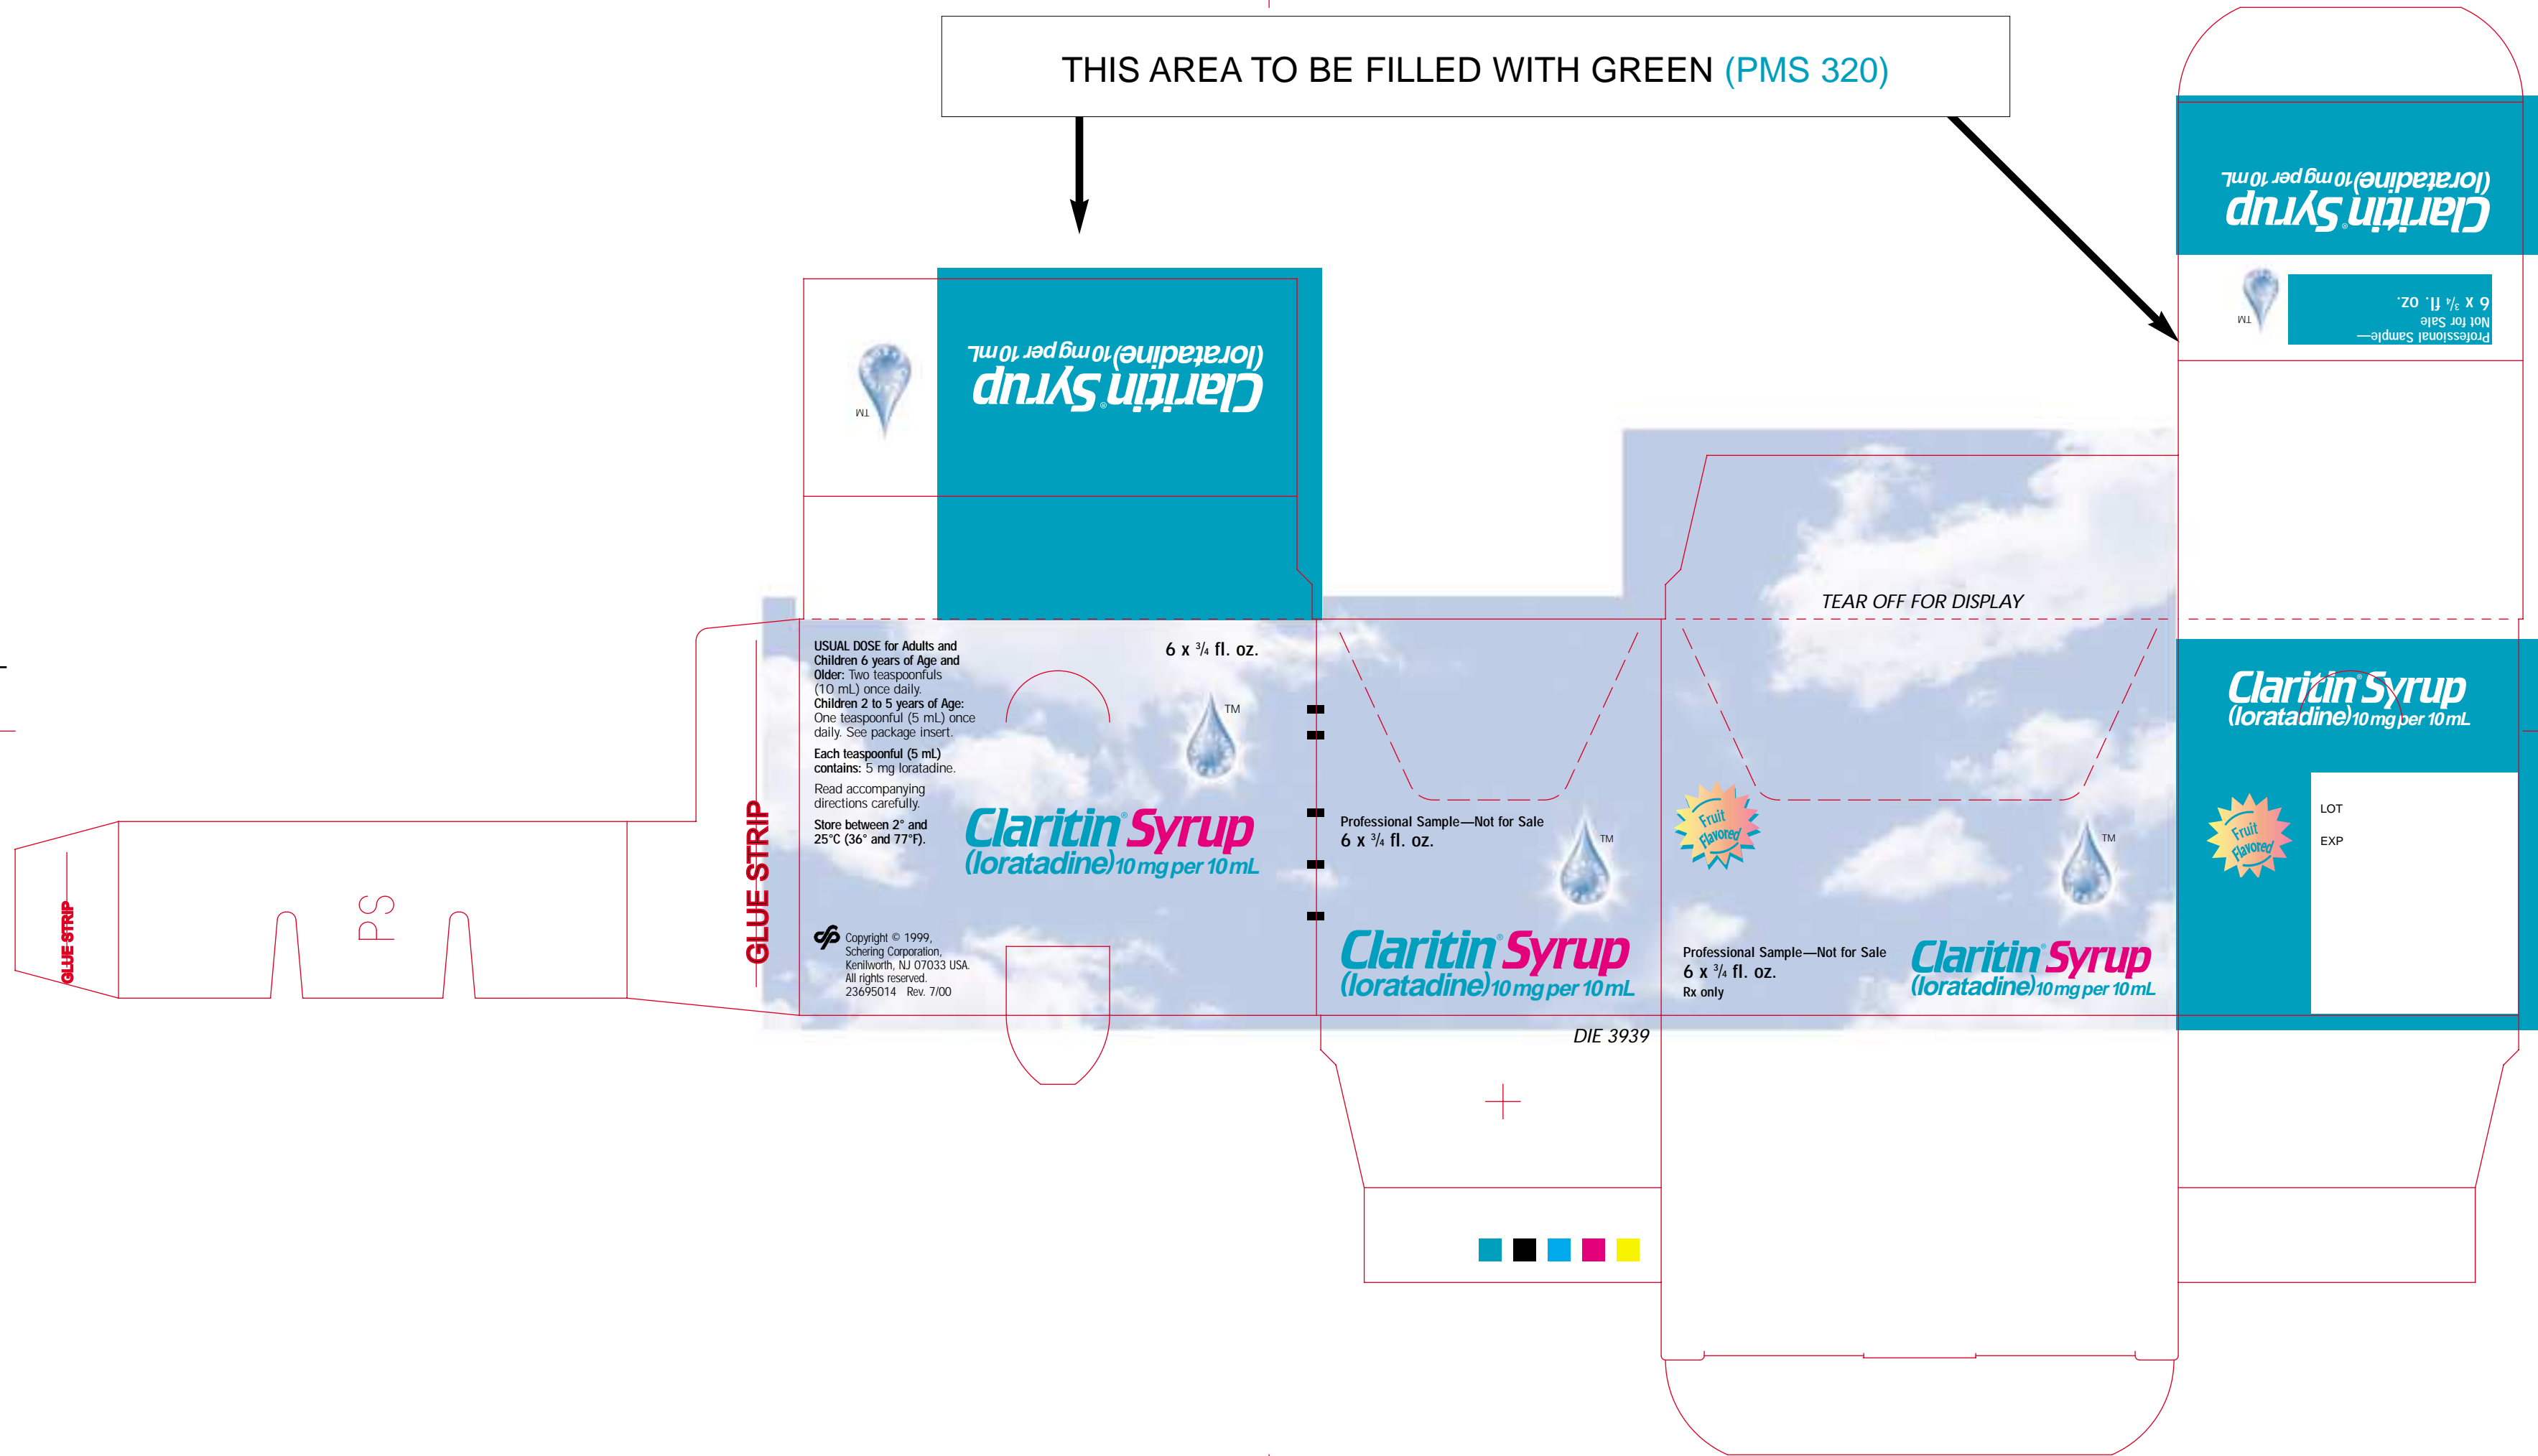 THIS AREA TO BE FILLED WITH GREEN (PMS 320)
Claritin® Syrup
(loratadine) 10 mg per 10 mL
TM
Professional Sample—
Not for Sale
6 x 3/4 fl. oz.
Claritin® Syrup
(loratadine) 10 mg per 10 mL
TM
GLUE STRIP
PS
GLUE STRIP
USUAL DOSE for Adults and
Children 6 years of Age and
Older: Two teaspoonfuls
(10 mL) once daily.
Children 2 to 5 years of Age:
One teaspoonful (5 mL) once
daily. See package insert.
Each teaspoonful (5 mL)
contains: 5 mg loratadine.
Read accompanying
directions carefully.
Store between 2° and
25°C (36° and 77°F).
Copyright © 1999,
Schering Corporation,
Kenilworth, NJ 07033 USA.
All rights reserved.
23695014 Rev. 7/00
6 x 3/4 fl. oz.
TM
Claritin® Syrup
(loratadine) 10 mg per 10 mL
Professional Sample—Not for Sale
6 x 3/4 fl. oz.
TM
Claritin® Syrup
(loratadine) 10 mg per 10 mL
DIE 3939
TEAR OFF FOR DISPLAY
Fruit
Flavored
TM
Professional Sample—Not for Sale
6 x 3/4 fl. oz.
Rx only
Claritin® Syrup
(loratadine) 10 mg per 10 mL
Claritin® Syrup
(loratadine) 10 mg per 10 mL
Fruit
Flavored
LOT
EXP